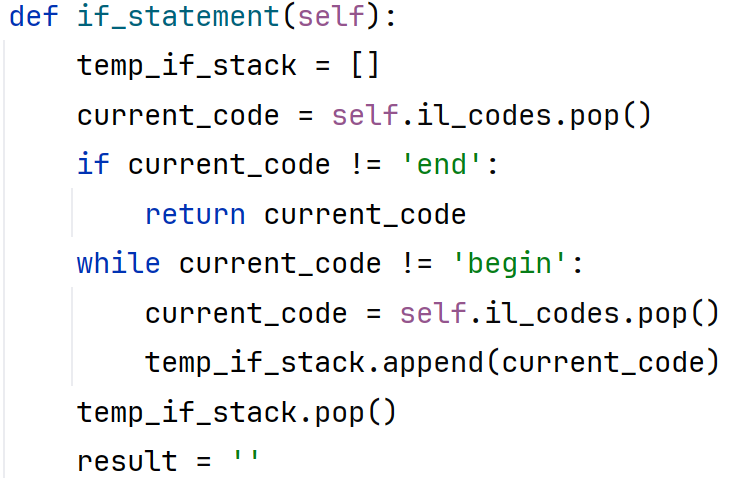 def if_statement(self):
    temp_if_stack = []
    current_code = self.il_codes.pop()
    if current_code != 'end':
        return current_code
    while current_code != 'begin':
        current_code = self.il_codes.pop()
        temp_if_stack.append(current_code)
    temp_if_stack.pop()
    result = ''